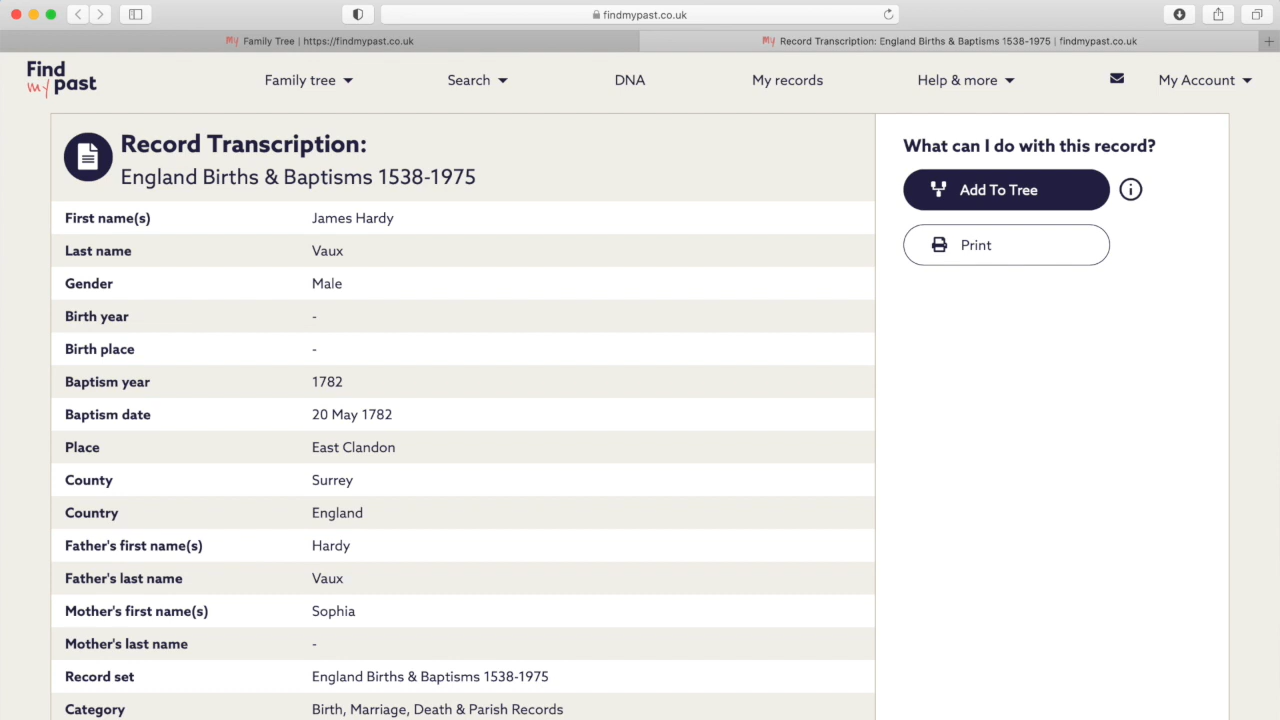 findmypast.co.uk
My Family Tree | https://findmypast.co.uk
My Record Transcription: England Births & Baptisms 1538-1975 | findmypast.co.uk
Find my past
Family tree
Search
DNA
My records
Help & more
My Account
Record Transcription:
England Births & Baptisms 1538-1975
First name(s) James Hardy
Last name Vaux
Gender Male
Birth year -
Birth place -
Baptism year 1782
Baptism date 20 May 1782
Place East Clandon
County Surrey
Country England
Father's first name(s) Hardy
Father's last name Vaux
Mother's first name(s) Sophia
Mother's last name -
Record set England Births & Baptisms 1538-1975
Category Birth, Marriage, Death & Parish Records
What can I do with this record?
Add To Tree
Print